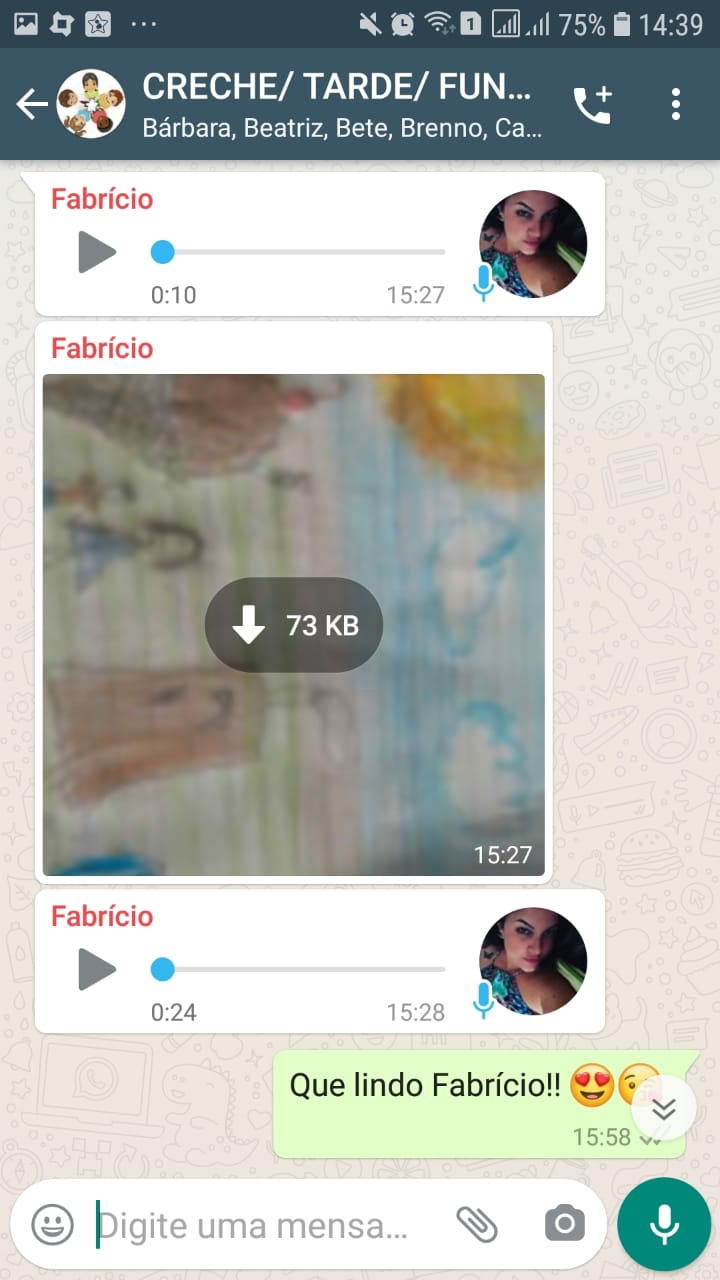 1 75% 14:39
CRECHE/ TARDE/ FUN...
Bárbara, Beatriz, Bete, Brenno, Ca...
Fabrício
0:10 15:27
Fabrício
73 KB
15:27
Fabrício
0:24 15:28
Que lindo Fabrício!! 😍😘
15:58
Digite uma mensa...